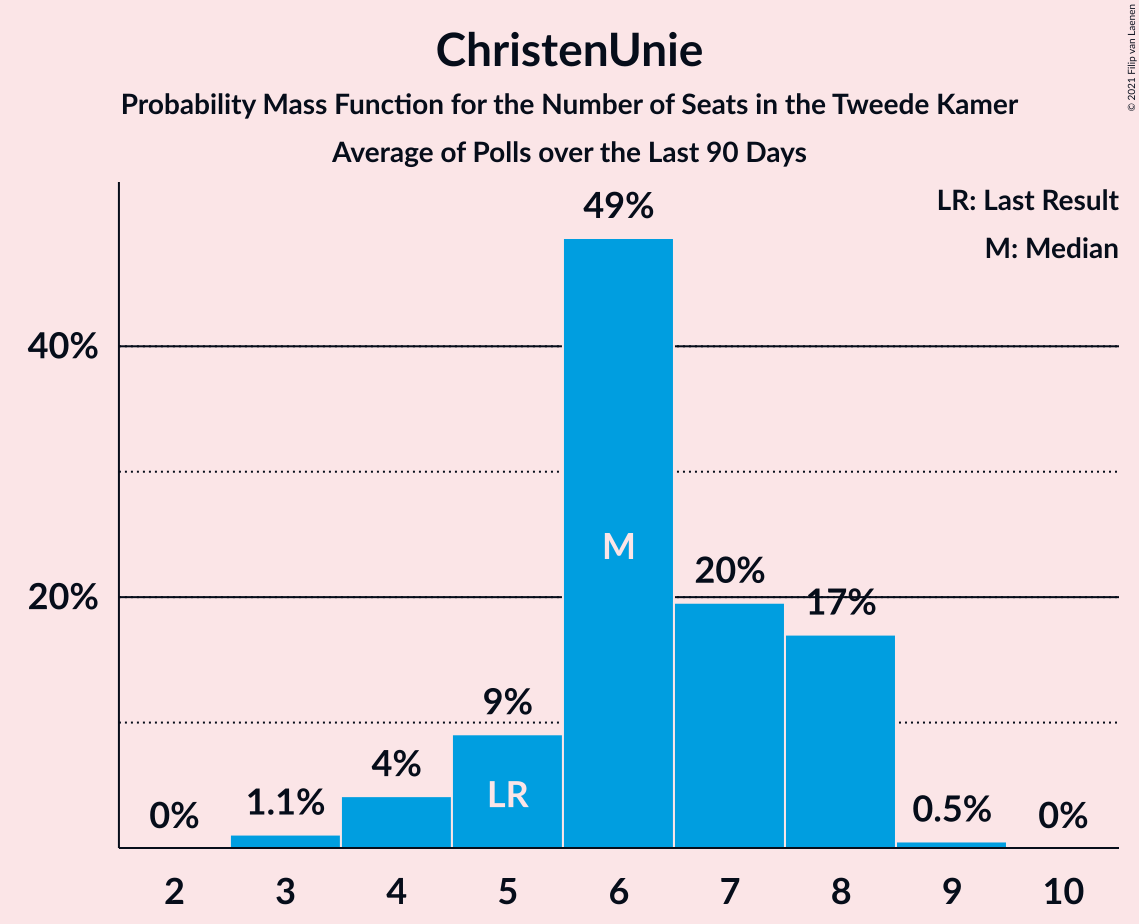 ChristenUnie
Probability Mass Function for the Number of Seats in the Tweede Kamer
Average of Polls over the Last 90 Days
© 2021 Filip van Laenen
LR: Last Result
M: Median
49%
40%
M
20%
20%
17%
9%
4%
LR
0%
1.1%
0.5%
0%
2 3 4 5 6 7 8 9 10